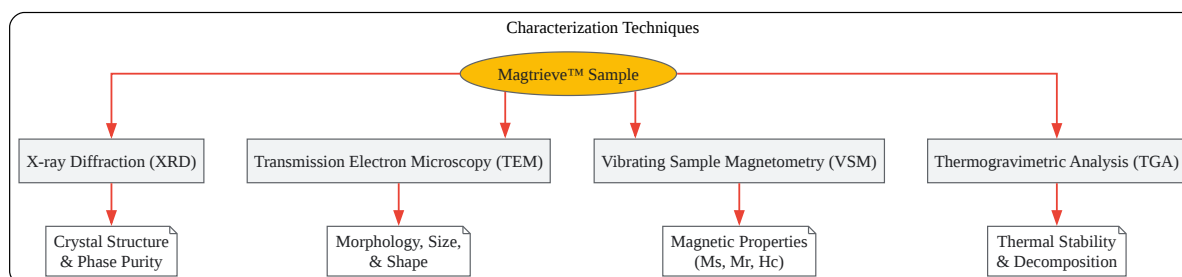 Characterization Techniques
Magtrieve™ Sample
X-ray Diffraction (XRD)
Transmission Electron Microscopy (TEM)
Vibrating Sample Magnetometry (VSM)
Thermogravimetric Analysis (TGA)
Crystal Structure
& Phase Purity
Morphology, Size,
& Shape
Magnetic Properties
(Ms, Mr, Hc)
Thermal Stability
& Decomposition